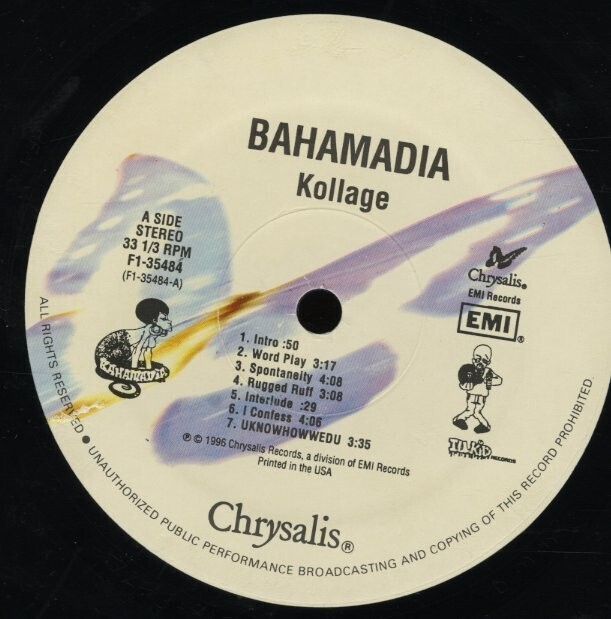 BAHAMADIA
Kollage
A SIDE
STEREO
33 1/3 RPM
F1-35484
(F1-35484-A)
Chrysalis®
EMI Records
EMI®
BAHAMADIA
1. Intro :50
2. Word Play 3:17
3. Spontaneity 4:08
4. Rugged Ruff 3:08
5. Interlude :29
6. I Confess 4:06
7. UKNOWHOWWEDU 3:35
℗ © 1996 Chrysalis Records, a division of EMI Records
Printed in the USA
RECORDS
Chrysalis®
ALL RIGHTS RESERVED ● UNAUTHORIZED PUBLIC PERFORMANCE BROADCASTING AND COPYING OF THIS RECORD PROHIBITED.